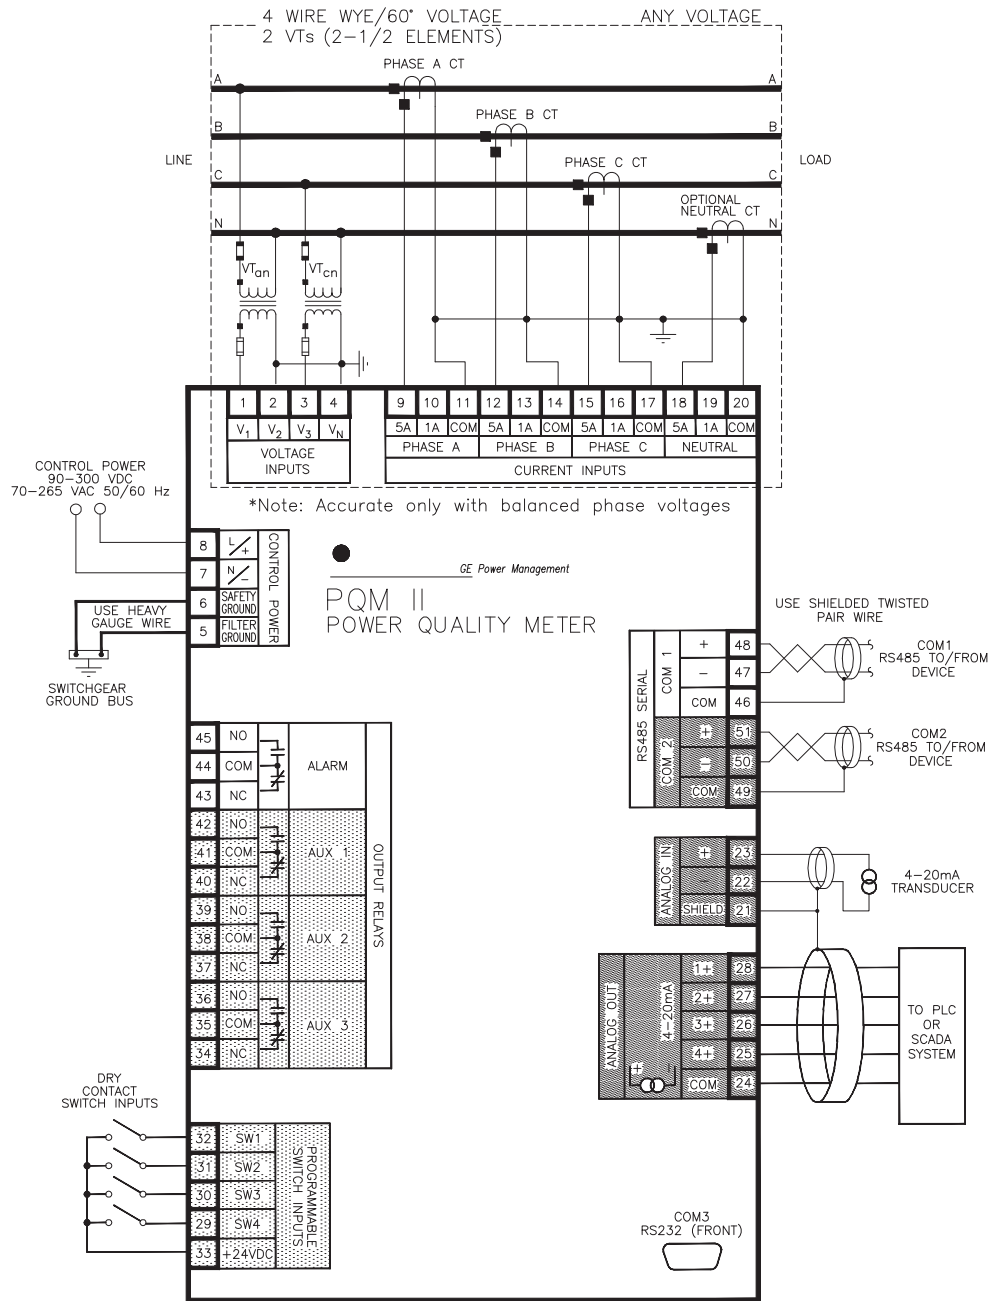 4 WIRE WYE/60° VOLTAGE
2 VTs (2-1/2 ELEMENTS)
ANY VOLTAGE
PHASE A CT
A
A
PHASE B CT
B
B
LINE
PHASE C CT
LOAD
C
C
OPTIONAL
NEUTRAL CT
N
N
VTan
VTcn
1 2 3 4
V1 V2 V3 VN
VOLTAGE
INPUTS
9 10 11 12 13 14 15 16 17 18 19 20
5A 1A COM 5A 1A COM 5A 1A COM 5A 1A COM
PHASE A PHASE B PHASE C NEUTRAL
CURRENT INPUTS
*Note: Accurate only with balanced phase voltages
CONTROL POWER
90-300 VDC
70-265 VAC 50/60 Hz
8 L/+
7 N/-
6 SAFETY GROUND
5 FILTER GROUND
CONTROL POWER
USE HEAVY
GAUGE WIRE
SWITCHGEAR
GROUND BUS
GE Power Management
PQM II
POWER QUALITY METER
USE SHIELDED TWISTED
PAIR WIRE
RS485 SERIAL
COM 1
+ 48
- 47
COM 46
COM1
RS485 TO/FROM
DEVICE
COM 2
+ 51
- 50
COM 49
COM2
RS485 TO/FROM
DEVICE
45 NO
44 COM
43 NC
ALARM
42 NO
41 COM
40 NC
AUX 1
39 NO
38 COM
37 NC
AUX 2
36 NO
35 COM
34 NC
AUX 3
OUTPUT RELAYS
ANALOG IN
+ 23
- 22
SHIELD 21
4-20mA
TRANSDUCER
ANALOG OUT
4-20mA
+ -
1+ 28
2+ 27
3+ 26
4+ 25
COM 24
TO PLC
OR
SCADA
SYSTEM
DRY
CONTACT
SWITCH INPUTS
32 SW1
31 SW2
30 SW3
29 SW4
33 +24VDC
PROGRAMMABLE
SWITCH INPUTS
COM3
RS232 (FRONT)